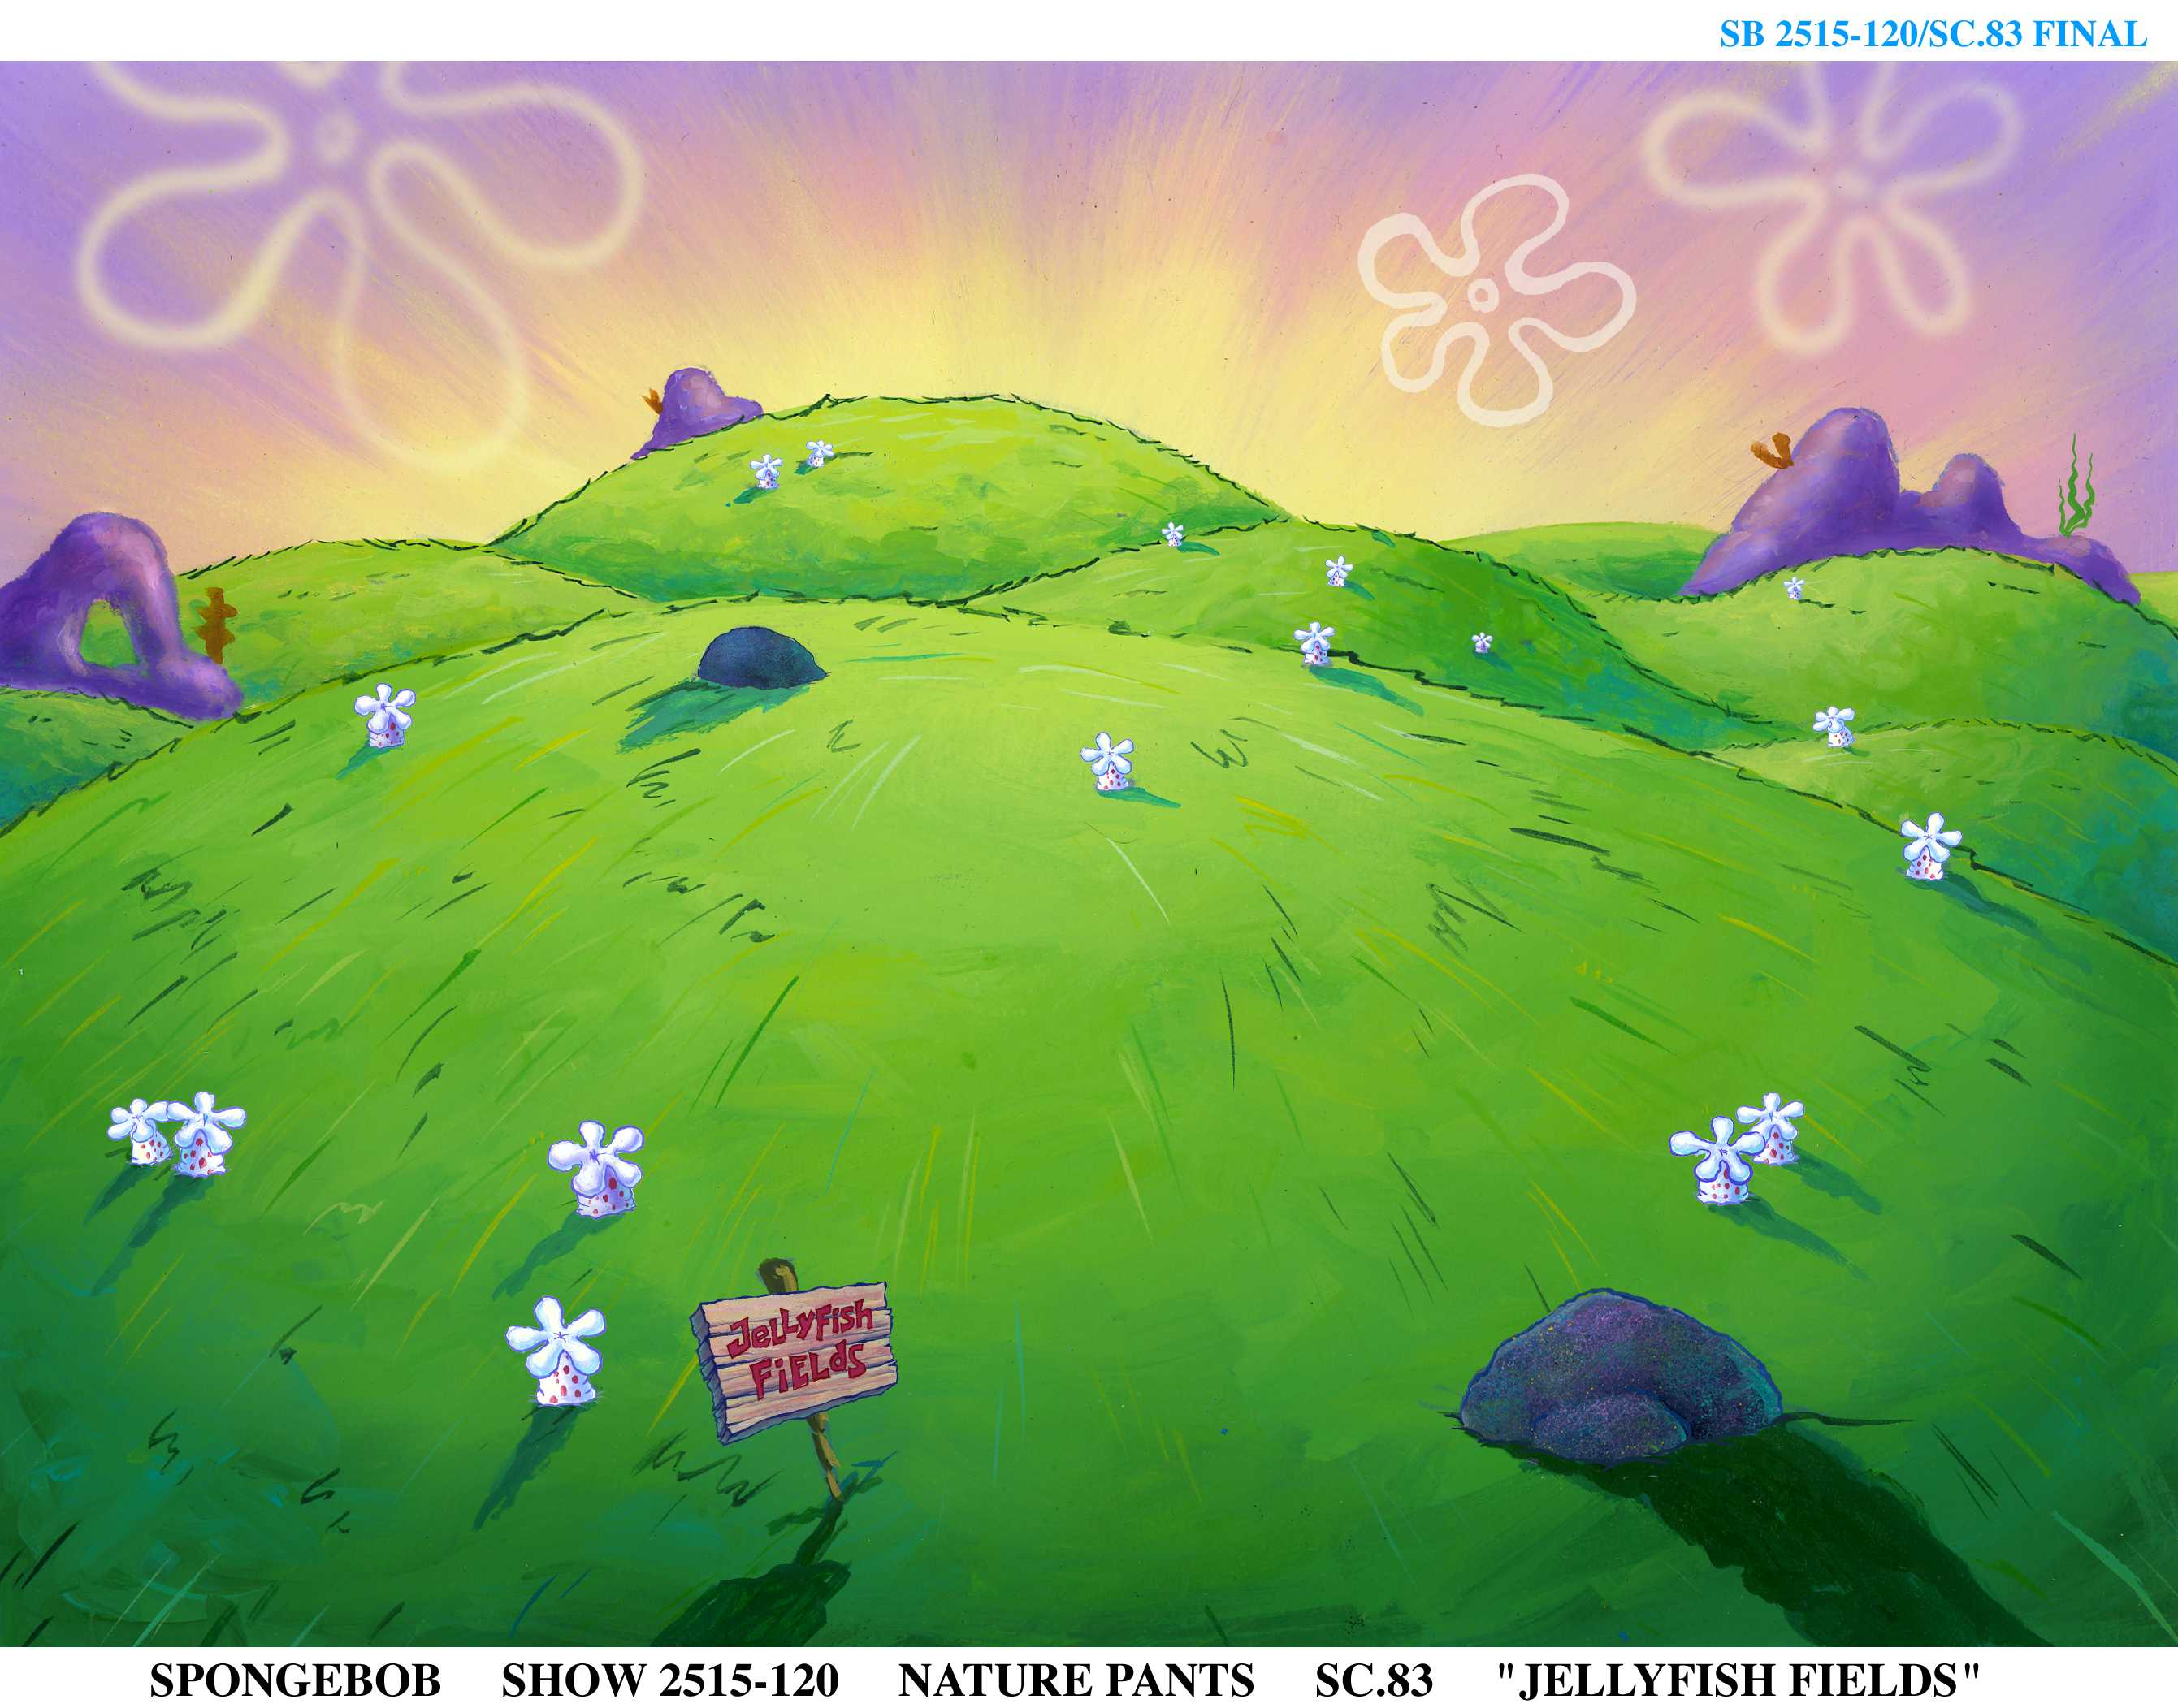 SB 2515-120/SC.83 FINAL
JeLLyFish
FiELdS
SPONGEBOB SHOW 2515-120 NATURE PANTS SC.83 "JELLYFISH FIELDS"